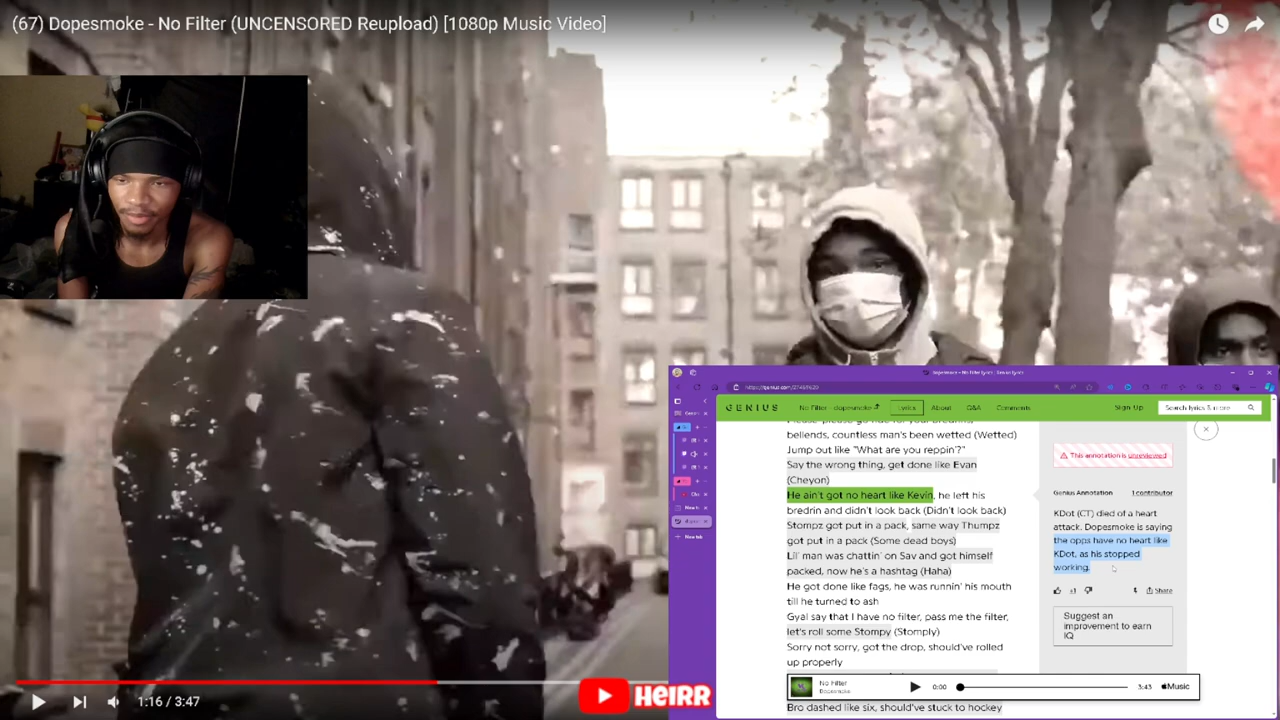 (67) Dopesmoke - No Filter (UNCENSORED Reupload) [1080p Music Video]
GENIUS
No Filter - dopesmoke
Lyrics
About
Q&A
Comments
Sign Up
Search lyrics & more
bellends, countless man's been wetted (Wetted)
Jump out like "What are you reppin'?"
Say the wrong thing, get done like Evan
(Cheyon)
He ain't got no heart like Kevin, he left his
bredrin and didn't look back (Didn't look back)
Stompz got put in a pack, same way Thumpz
got put in a pack (Some dead boys)
Lil' man was chattin' on Sav and got himself
packed, now he's a hashtag (Haha)
He got done like fags, he was runnin' his mouth
till he turned to ash
Gyal say that I have no filter, pass me the filter,
let's roll some Stompy (Stomply)
Sorry not sorry, got the drop, should've rolled
up properly
Bro dashed like six, should've stuck to hockey
This annotation is unreviewed
Genius Annotation
1 contributor
KDot (CT) died of a heart
attack. Dopesmoke is saying
the opps have no heart like
KDot, as his stopped
working.
+1
Share
Suggest an
improvement to earn
IQ
No Filter
Dopesmoke
0:00
3:43
Music
1:16 / 3:47
HEIRR